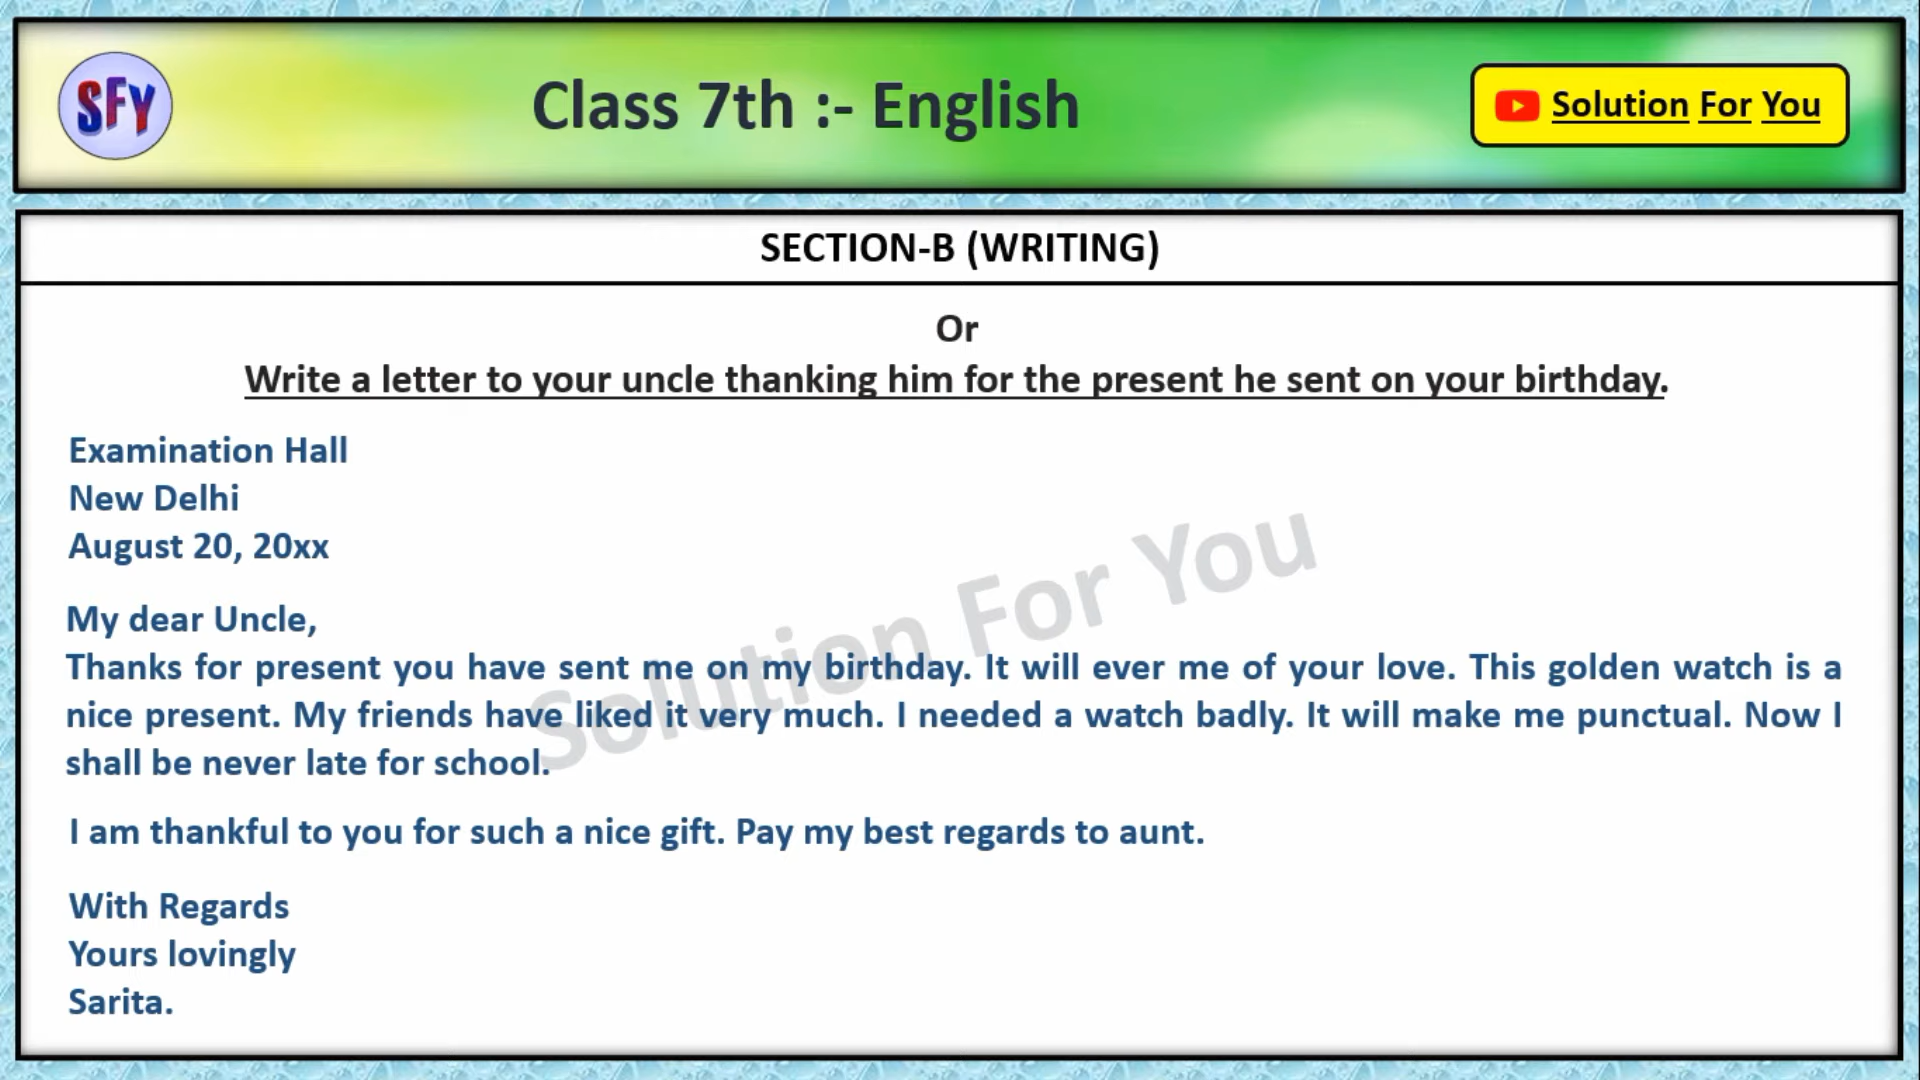 SFY
Class 7th :- English
Solution For You
SECTION-B (WRITING)
Or
Write a letter to your uncle thanking him for the present he sent on your birthday.
Examination Hall
New Delhi
August 20, 20xx
My dear Uncle,
Thanks for present you have sent me on my birthday. It will ever me of your love. This golden watch is a
nice present. My friends have liked it very much. I needed a watch badly. It will make me punctual. Now I
shall be never late for school.
Solution For You
I am thankful to you for such a nice gift. Pay my best regards to aunt.
With Regards
Yours lovingly
Sarita.